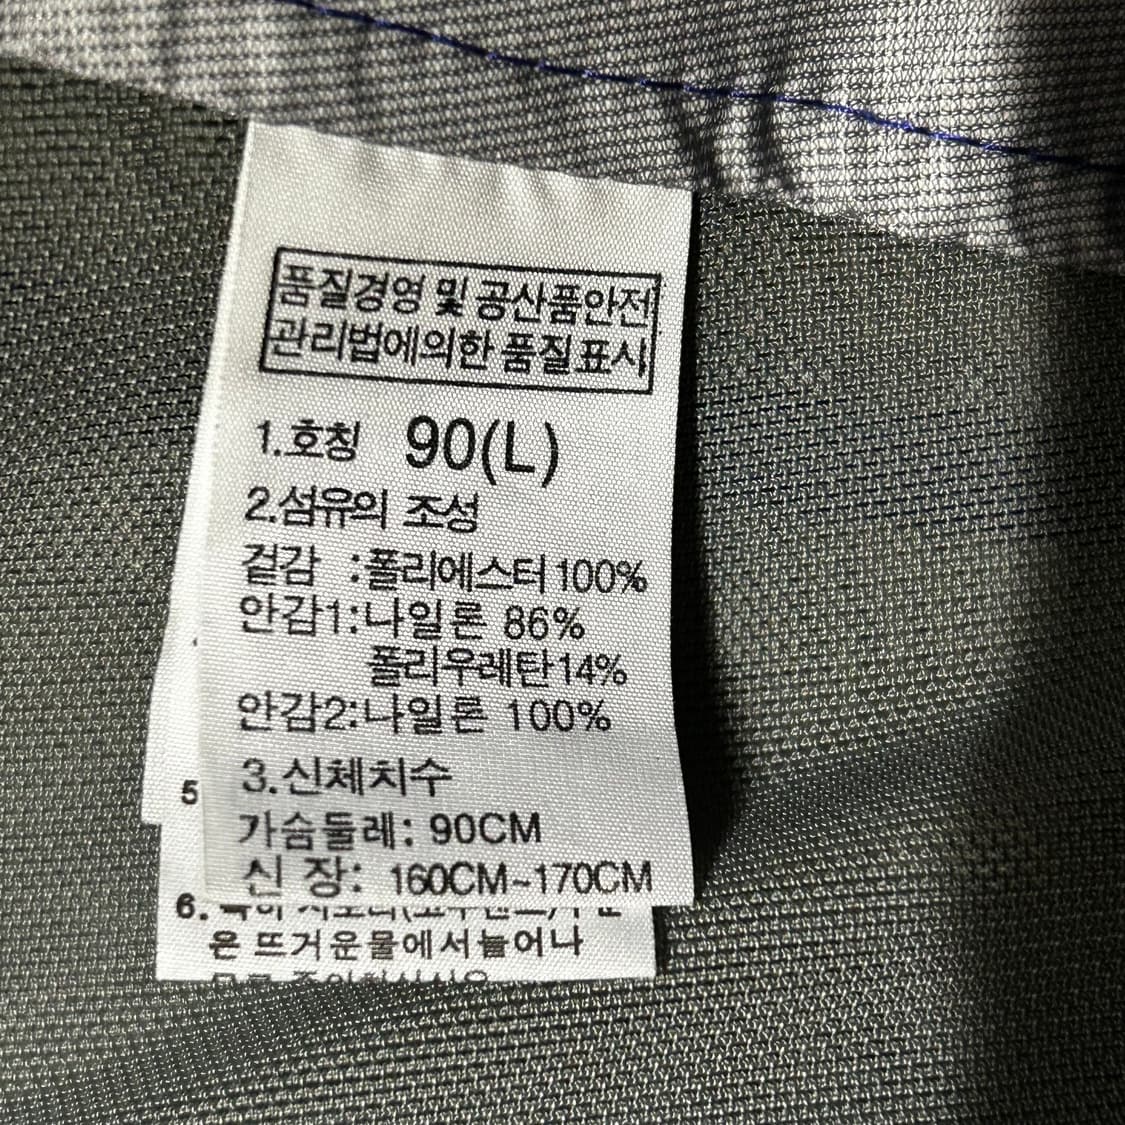 품질경영 및 공산품안전
관리법에의한 품질표시
1.호칭 90(L)
2.섬유의 조성
겉감 :폴리에스터100%
안감1:나일론 86%
폴리우레탄14%
안감2:나일론 100%
3.신체치수
가슴둘레: 90CM
신 장: 160CM~170CM
5
6.
은 뜨거운물에서늘어나